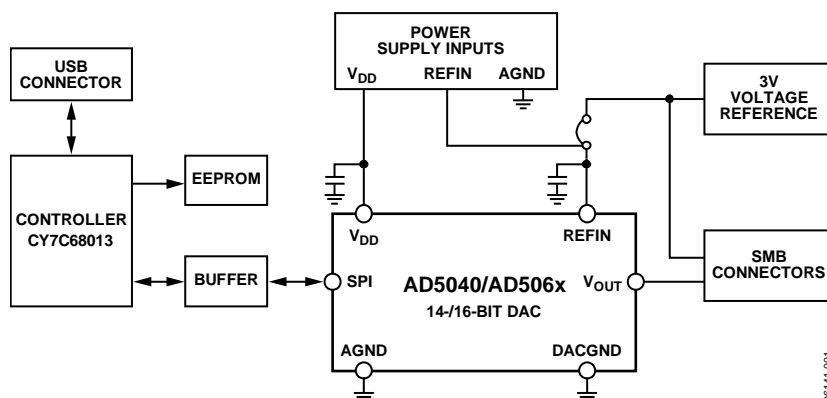 POWER
SUPPLY INPUTS
VDD REFIN AGND
USB
CONNECTOR
3V
VOLTAGE
REFERENCE
EEPROM
CONTROLLER
CY7C68013
BUFFER
VDD REFIN
SPI AD5040/AD506x VOUT
14-/16-BIT DAC
AGND DACGND
SMB
CONNECTORS